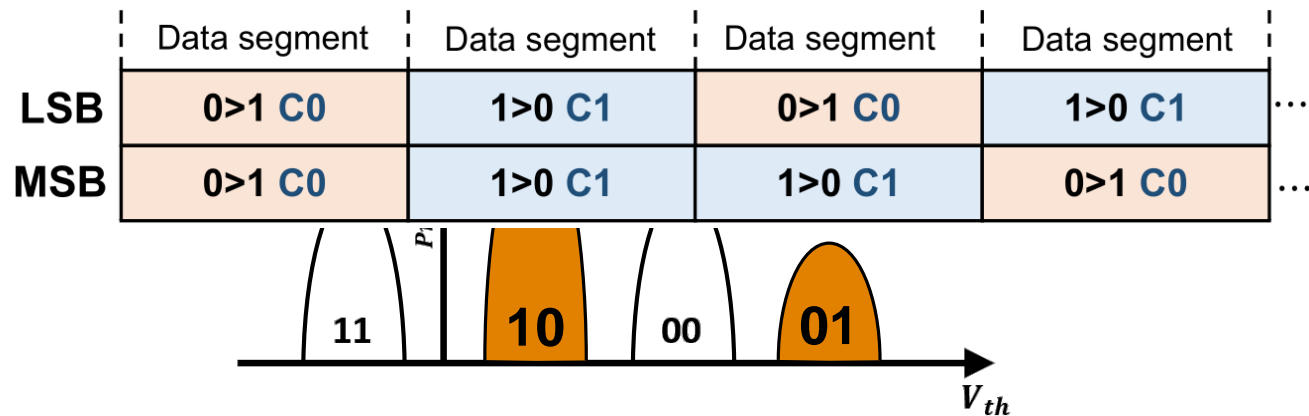 Data segment Data segment Data segment Data segment
LSB 0>1 C0 1>0 C1 0>1 C0 1>0 C1 ...
MSB 0>1 C0 1>0 C1 1>0 C1 0>1 C0 ...
11 10 00 01
V_th